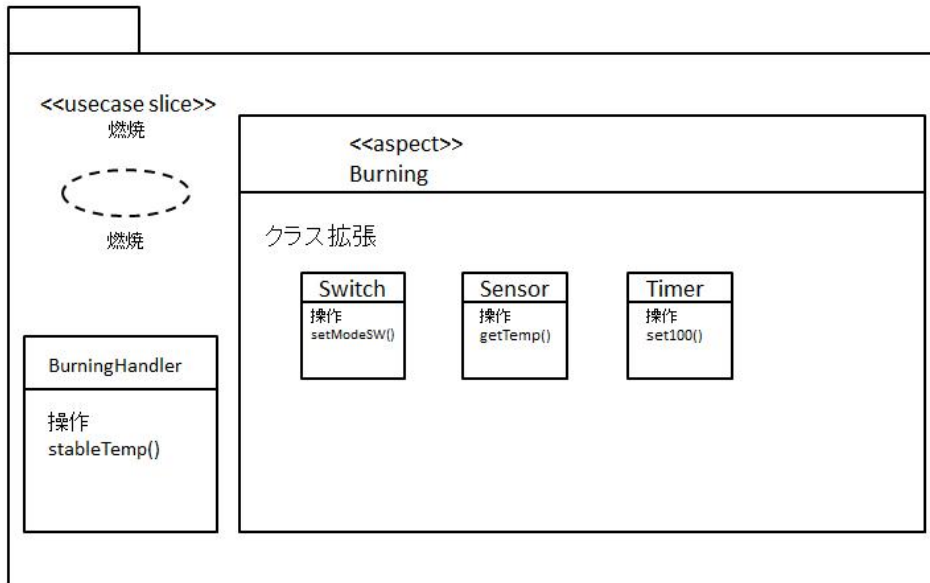 <<usecase slice>>
燃焼
燃焼
BurningHandler
操作
stableTemp()
<<aspect>>
Burning
クラス拡張
Switch
操作
setModeSW()
Sensor
操作
getTemp()
Timer
操作
set100()